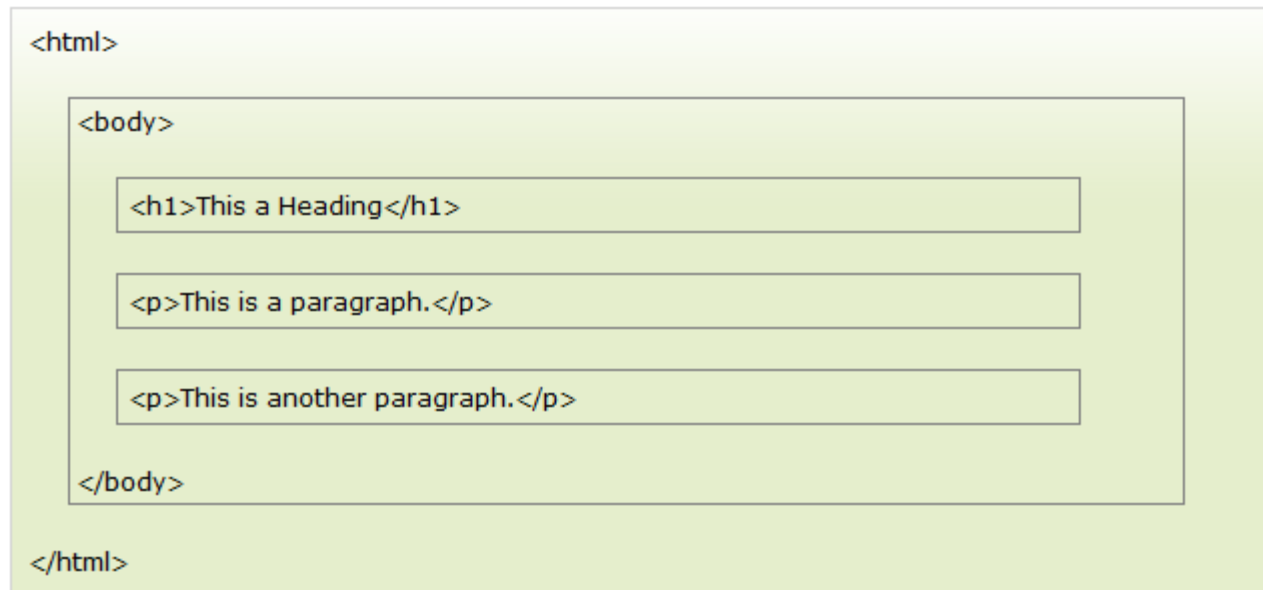 <html>
<body>
<h1>This a Heading</h1>
<p>This is a paragraph.</p>
<p>This is another paragraph.</p>
</body>
</html>